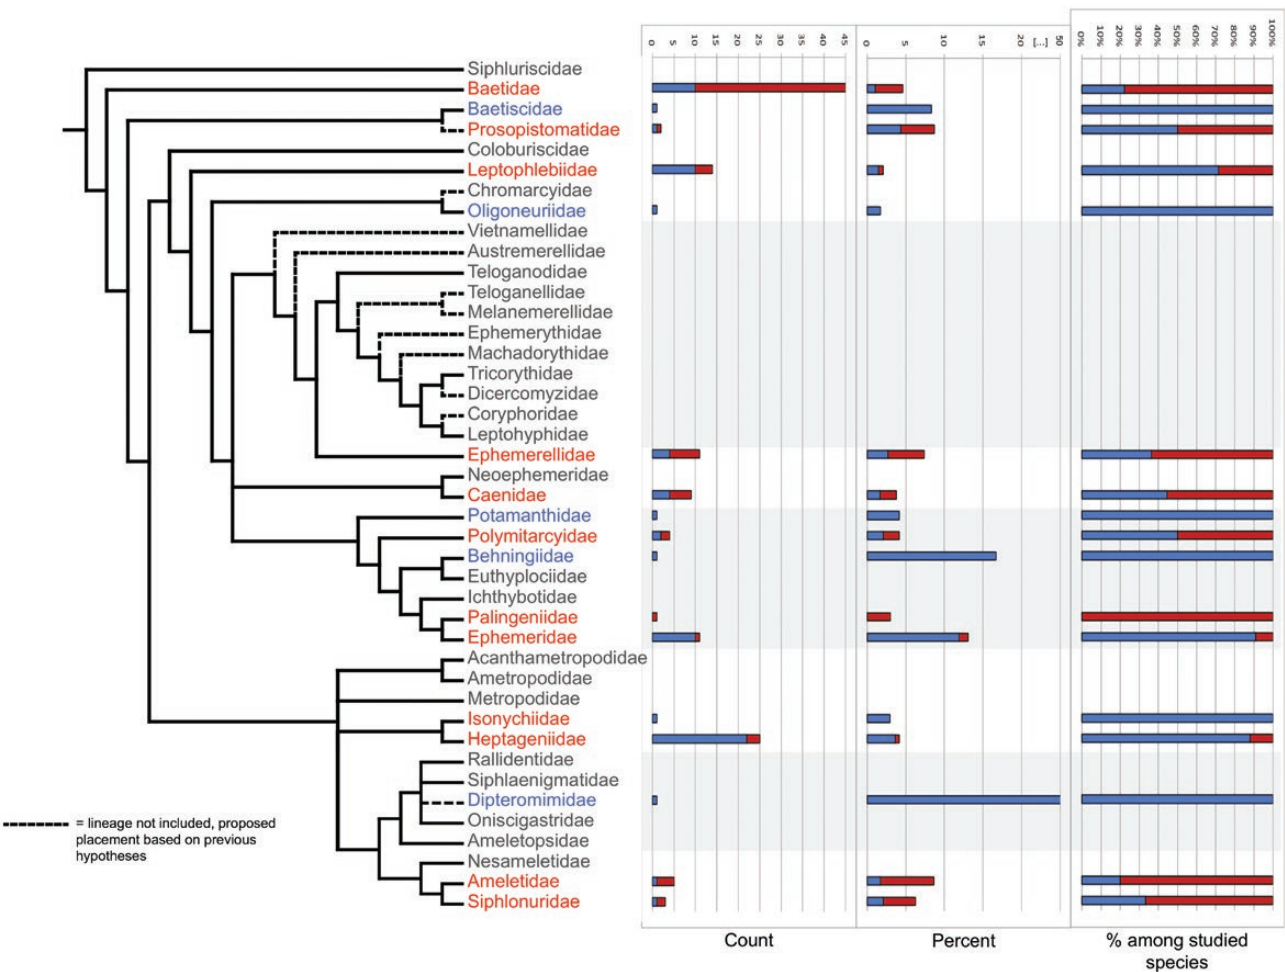 0 5 10 15 20 25 30 35 40 45
0 5 10 15 20 [...] 50
0% 10% 20% 30% 40% 50% 60% 70% 80% 90% 100%
Siphluriscidae
Baetidae
Baetiscidae
Prosopistomatidae
Coloburiscidae
Leptophlebiidae
Chromarcyidae
Oligoneuriidae
Vietnamellidae
Austremerellidae
Teloganodidae
Teloganellidae
Melanemerellidae
Ephemerythidae
Machadorythidae
Tricorythidae
Dicercomyzidae
Coryphoridae
Leptohyphidae
Ephemerellidae
Neoephemeridae
Caenidae
Potamanthidae
Polymitarcyidae
Behningiidae
Euthyplociidae
Ichthybotidae
Palingeniidae
Ephemeridae
Acanthametropodidae
Ametropodidae
Metropodidae
Isonychiidae
Heptageniidae
Rallidentidae
Siphlaenigmatidae
Dipteromimidae
Oniscigastridae
Ameletopsidae
Nesameletidae
Ameletidae
Siphlonuridae
= lineage not included, proposed
placement based on previous
hypotheses
Count
Percent
% among studied
species